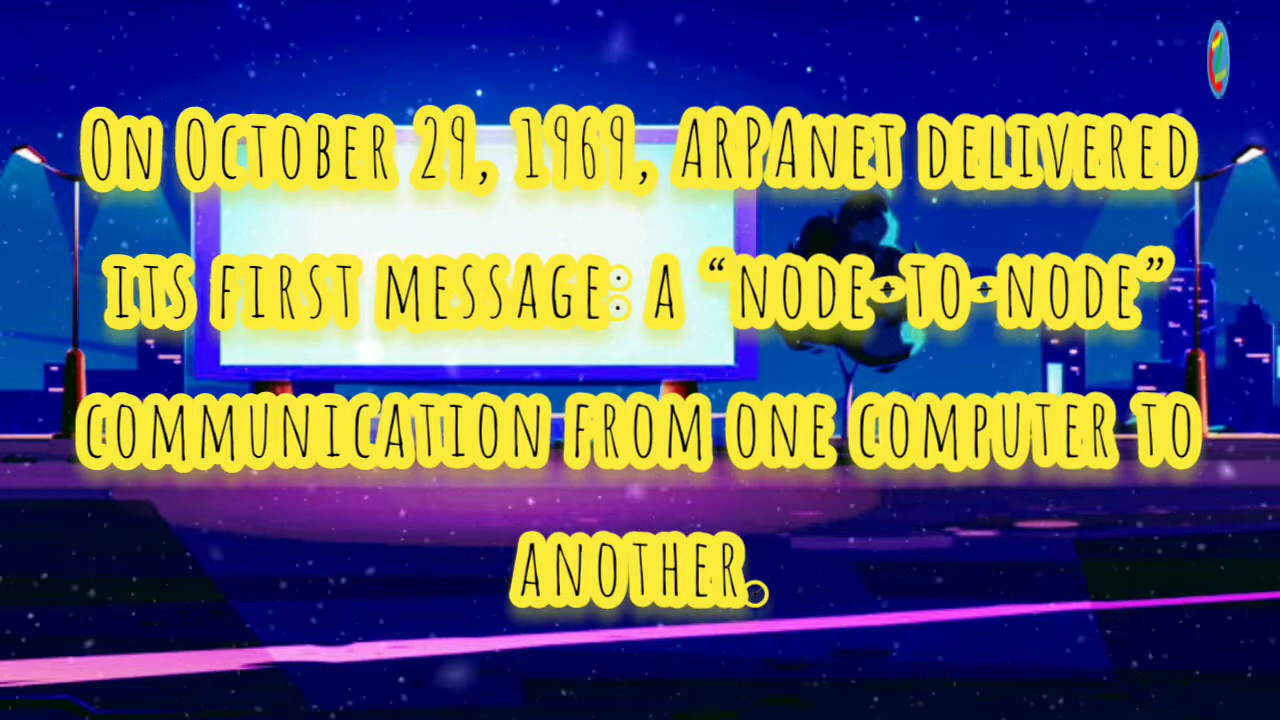 On October 29, 1969, ARPAnet delivered
its first message: a “node-to-node”
communication from one computer to
another.